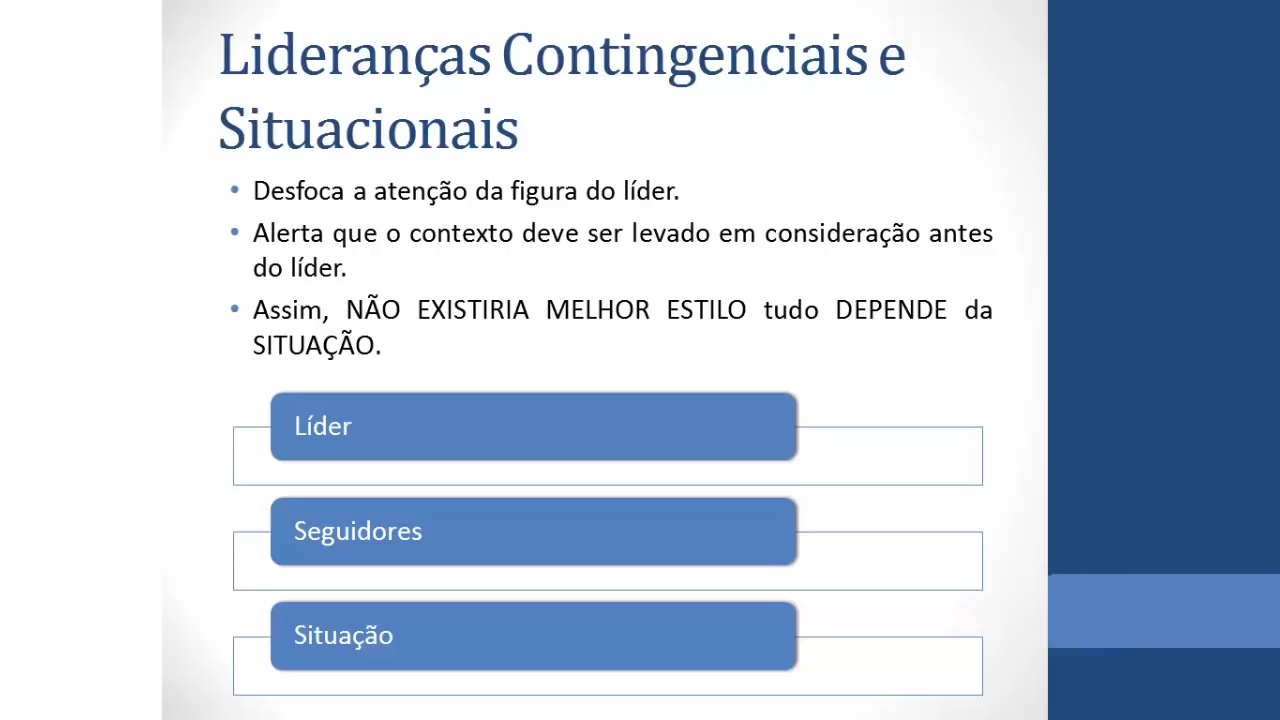 Lideranças Contingenciais e
Situacionais
• Desfoca a atenção da figura do líder.
• Alerta que o contexto deve ser levado em consideração antes
do líder.
• Assim, NÃO EXISTIRIA MELHOR ESTILO tudo DEPENDE da
SITUAÇÃO.
Líder
Seguidores
Situação